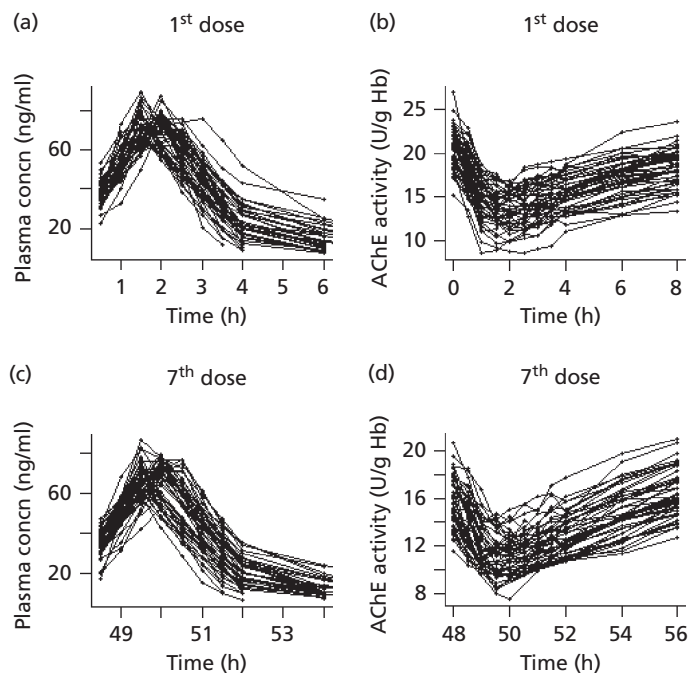 (a) 1st dose
Plasma concn (ng/ml)
60
20
1 2 3 4 5 6
Time (h)
(b) 1st dose
AChE activity (U/g Hb)
25
20
15
10
0 2 4 6 8
Time (h)
(c) 7th dose
Plasma concn (ng/ml)
60
20
49 51 53
Time (h)
(d) 7th dose
AChE activity (U/g Hb)
20
16
12
8
48 50 52 54 56
Time (h)